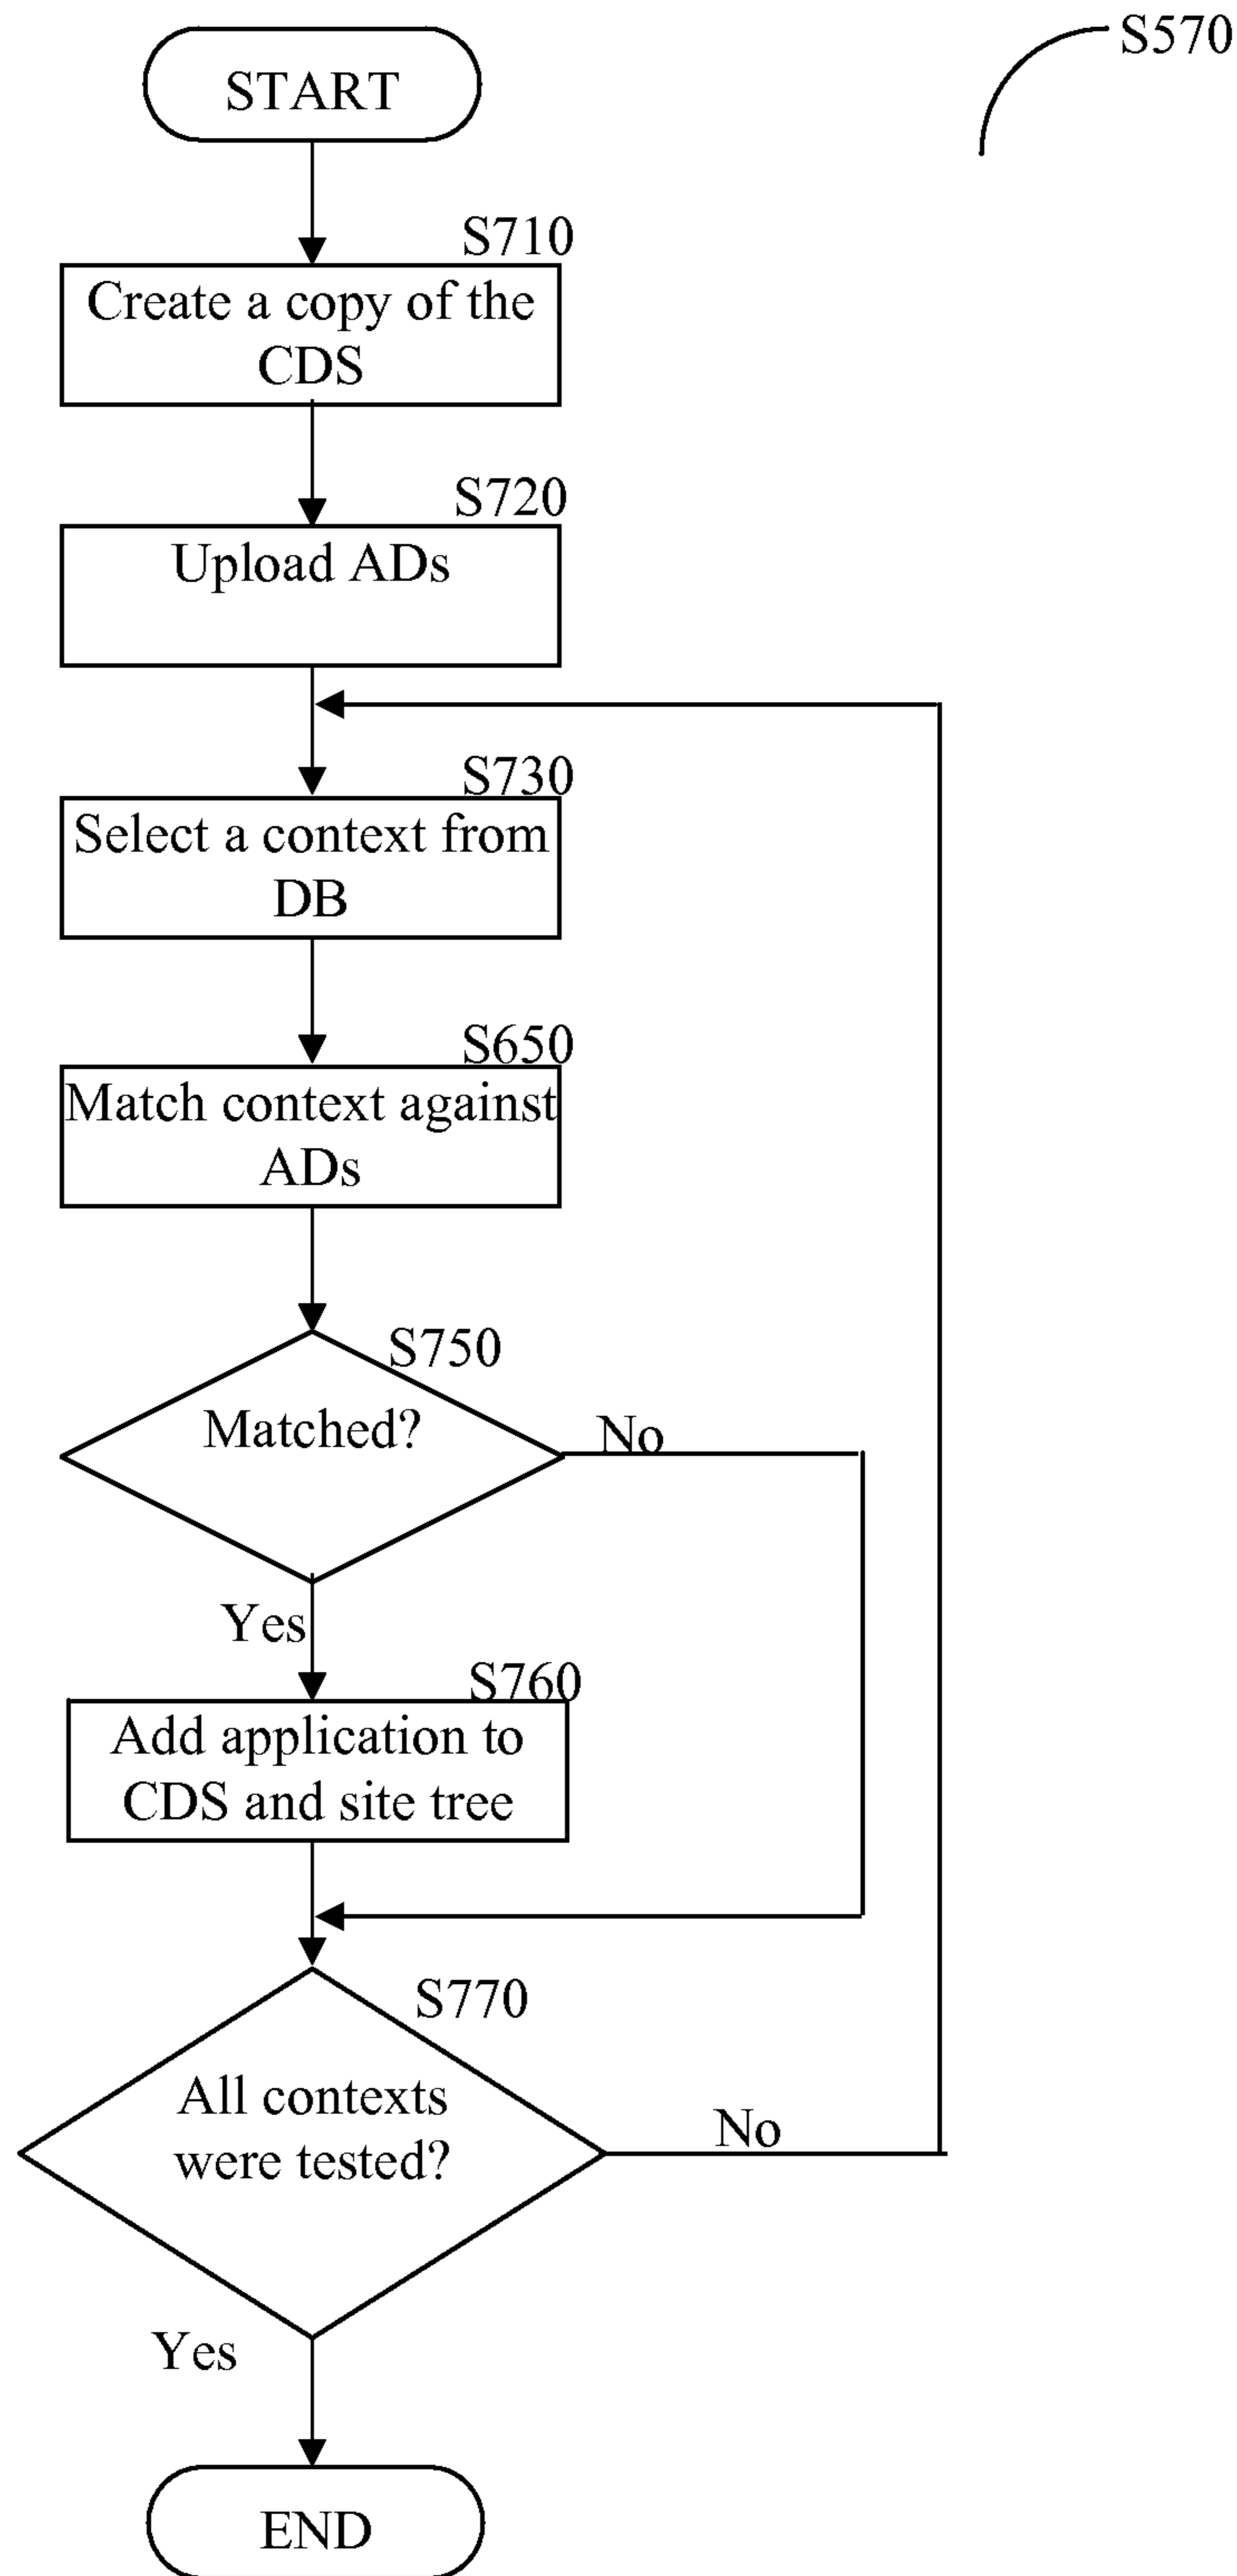 S570
START
S710
Create a copy of the
CDS
S720
Upload ADs
S730
Select a context from
DB
S650
Match context against
ADs
S750
Matched?
No
Yes
S760
Add application to
CDS and site tree
S770
All contexts
were tested?
No
Yes
END